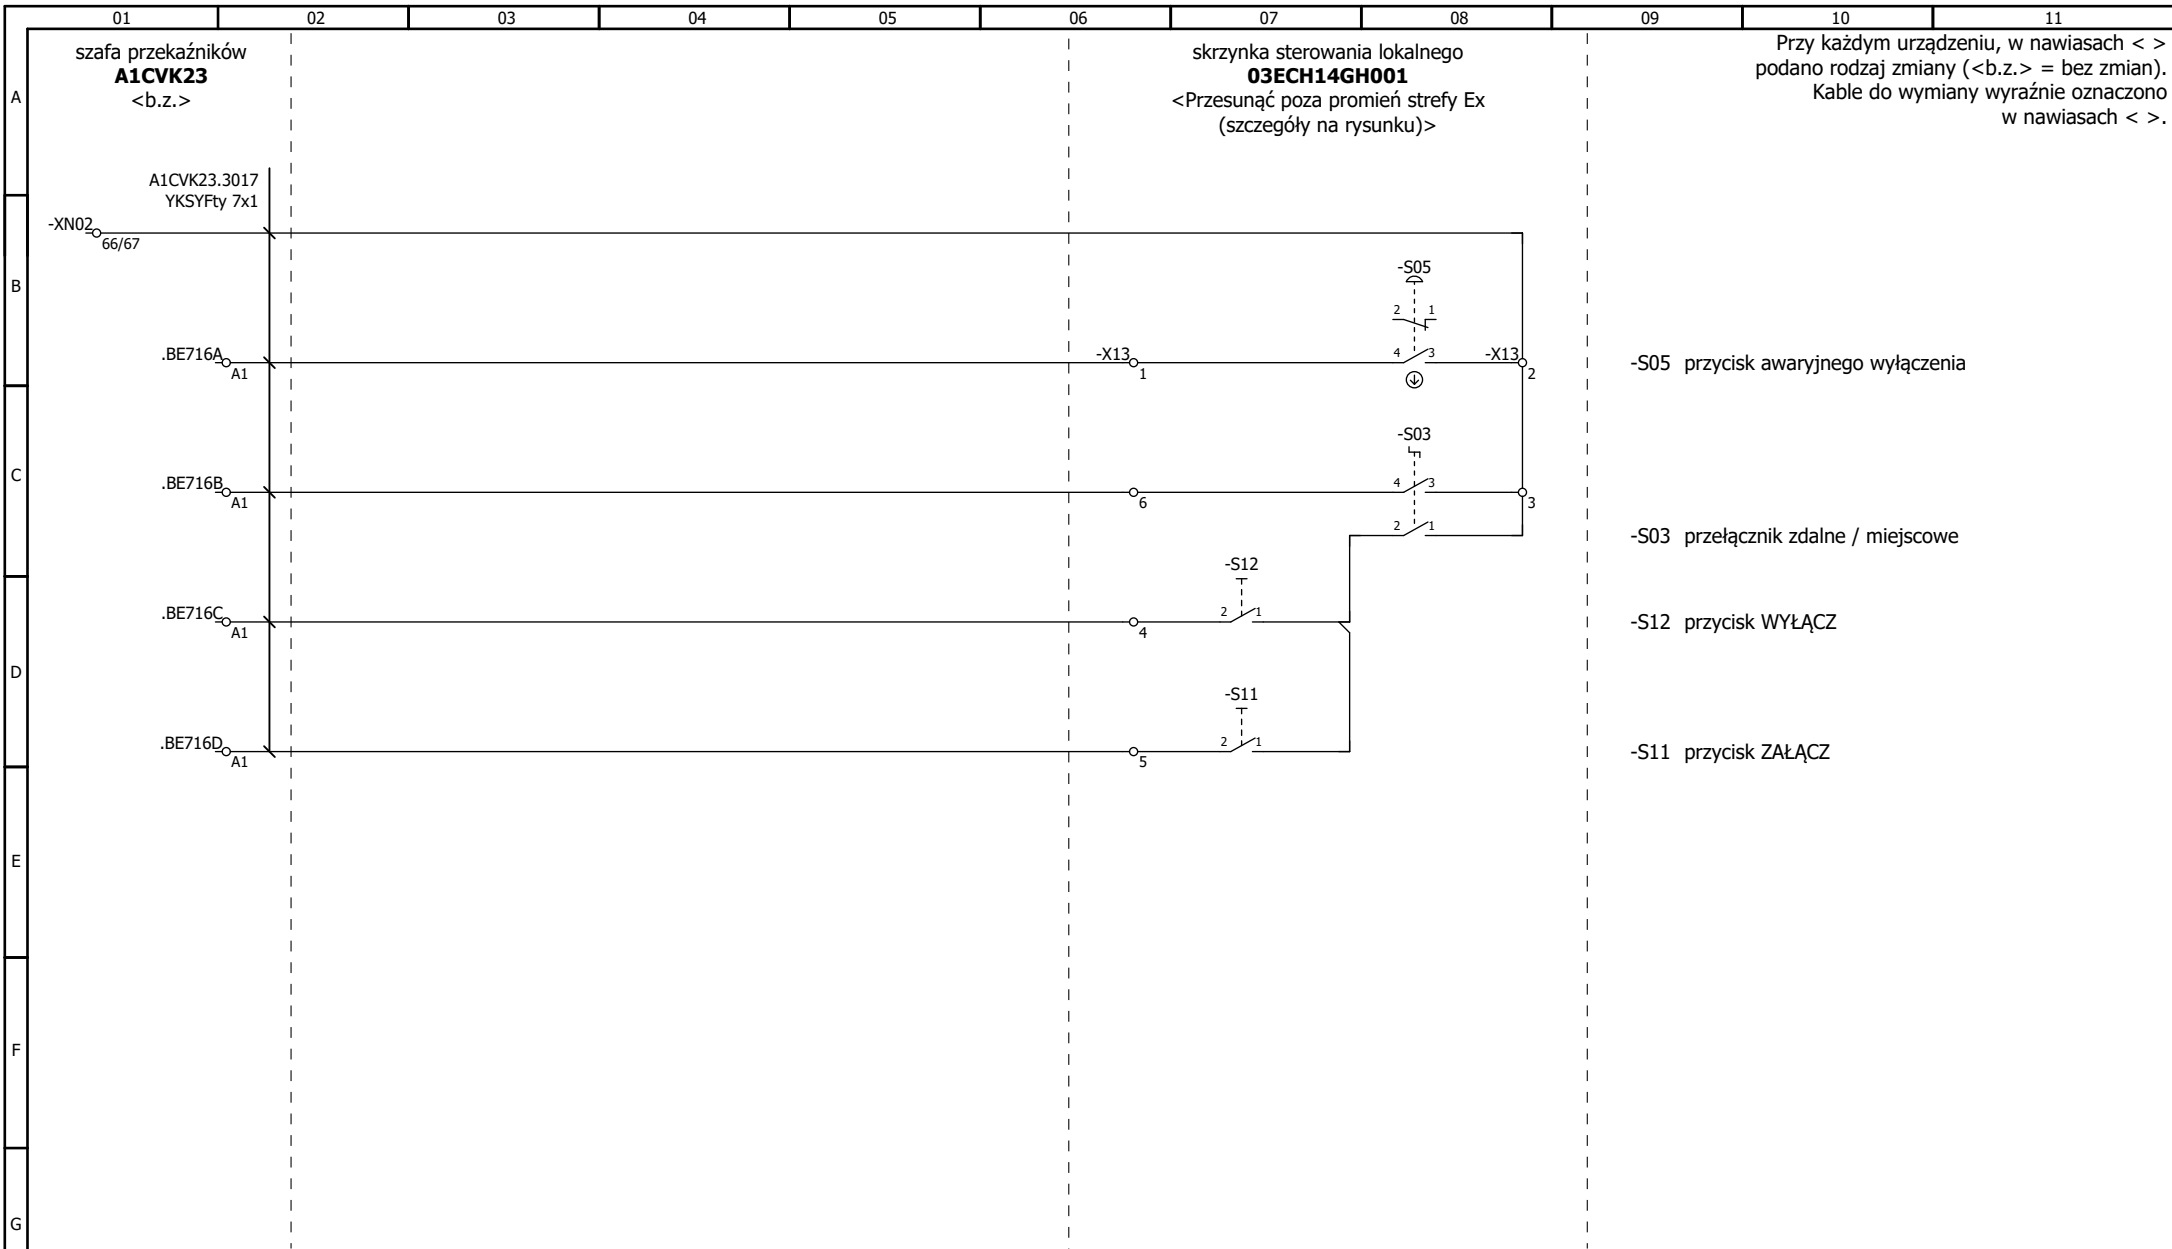 01 02 03 04 05 06 07 08 09 10 11
A
B
C
D
E
F
G
szafa przekaźników
A1CVK23
<b.z.>
skrzynka sterowania lokalnego
03ECH14GH001
<Przesunąć poza promień strefy Ex
(szczegóły na rysunku)>
Przy każdym urządzeniu, w nawiasach < >
podano rodzaj zmiany (<b.z.> = bez zmian).
Kable do wymiany wyraźnie oznaczono
w nawiasach < >.
A1CVK23.3017
YKSYFty 7x1
-XN02
66/67
-S05
2 1
.BE716A
A1
-X13
1
4 3
-X13
2
-S05 przycisk awaryjnego wyłączenia
-S03
.BE716B
A1
6
4 3
3
2 1
-S03 przełącznik zdalne / miejscowe
-S12
.BE716C
A1
4
2 1
-S12 przycisk WYŁĄCZ
-S11
.BE716D
A1
5
2 1
-S11 przycisk ZAŁĄCZ